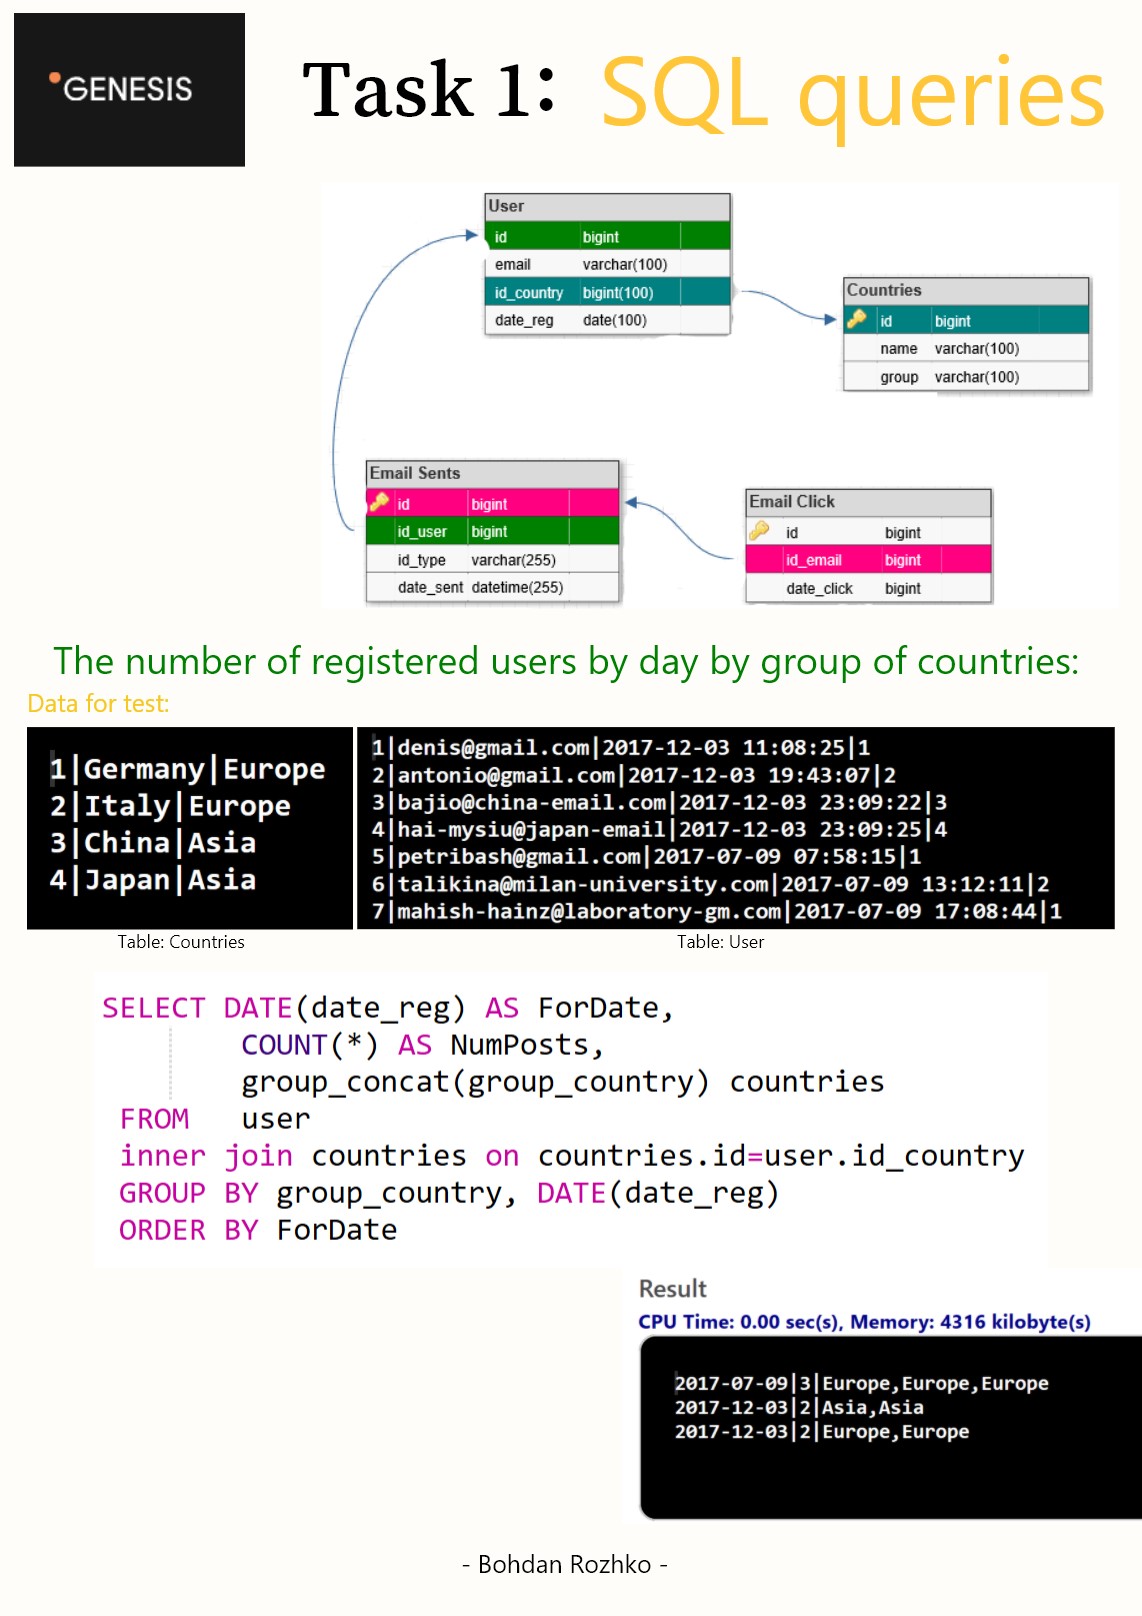 GENESIS
Task 1: SQL queries
User
id bigint
email varchar(100)
id_country bigint(100)
date_reg date(100)
Countries
id bigint
name varchar(100)
group varchar(100)
Email Sents
id bigint
id_user bigint
id_type varchar(255)
date_sent datetime(255)
Email Click
id bigint
id_email bigint
date_click bigint
The number of registered users by day by group of countries:
Data for test:
1|Germany|Europe
2|Italy|Europe
3|China|Asia
4|Japan|Asia
Table: Countries
1|denis@gmail.com|2017-12-03 11:08:25|1
2|antonio@gmail.com|2017-12-03 19:43:07|2
3|bajio@china-email.com|2017-12-03 23:09:22|3
4|hai-mysiu@japan-email|2017-12-03 23:09:25|4
5|petribash@gmail.com|2017-07-09 07:58:15|1
6|talikina@milan-university.com|2017-07-09 13:12:11|2
7|mahish-hainz@laboratory-gm.com|2017-07-09 17:08:44|1
Table: User
SELECT DATE(date_reg) AS ForDate,
COUNT(*) AS NumPosts,
group_concat(group_country) countries
FROM user
inner join countries on countries.id=user.id_country
GROUP BY group_country, DATE(date_reg)
ORDER BY ForDate
Result
CPU Time: 0.00 sec(s), Memory: 4316 kilobyte(s)
2017-07-09|3|Europe,Europe,Europe
2017-12-03|2|Asia,Asia
2017-12-03|2|Europe,Europe
- Bohdan Rozhko -